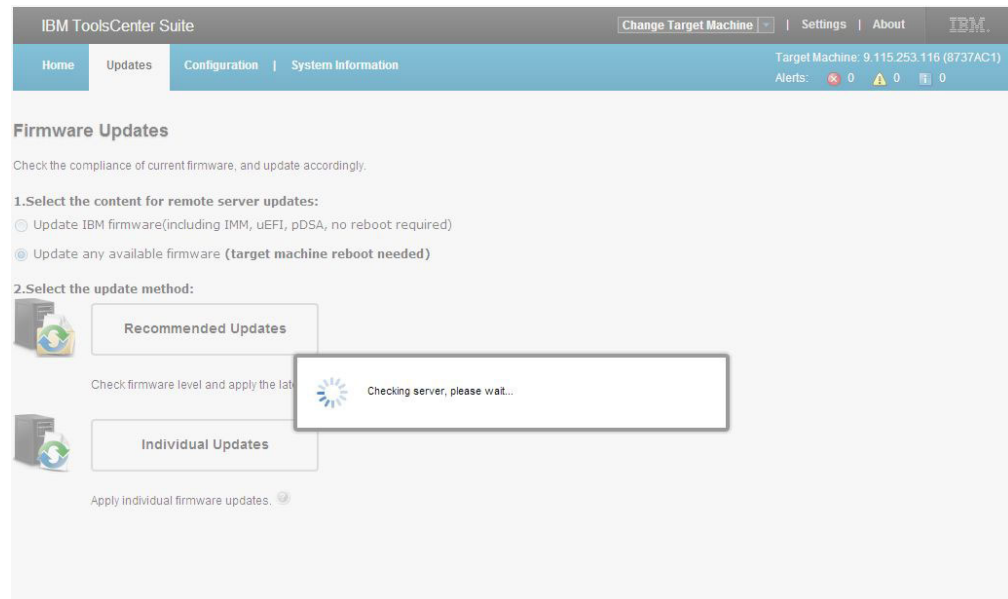 IBM ToolsCenter Suite
Change Target Machine | Settings | About IBM.
Home Updates Configuration | System Information
Target Machine: 9.115.253.116 (8737AC1)
Alerts: 0 0 0
Firmware Updates
Check the compliance of current firmware, and update accordingly.
1.Select the content for remote server updates:
Update IBM firmware(including IMM, uEFI, pDSA, no reboot required)
Update any available firmware (target machine reboot needed)
2.Select the update method:
Recommended Updates
Check firmware level and apply the
Checking server, please wait...
Individual Updates
Apply individual firmware updates.